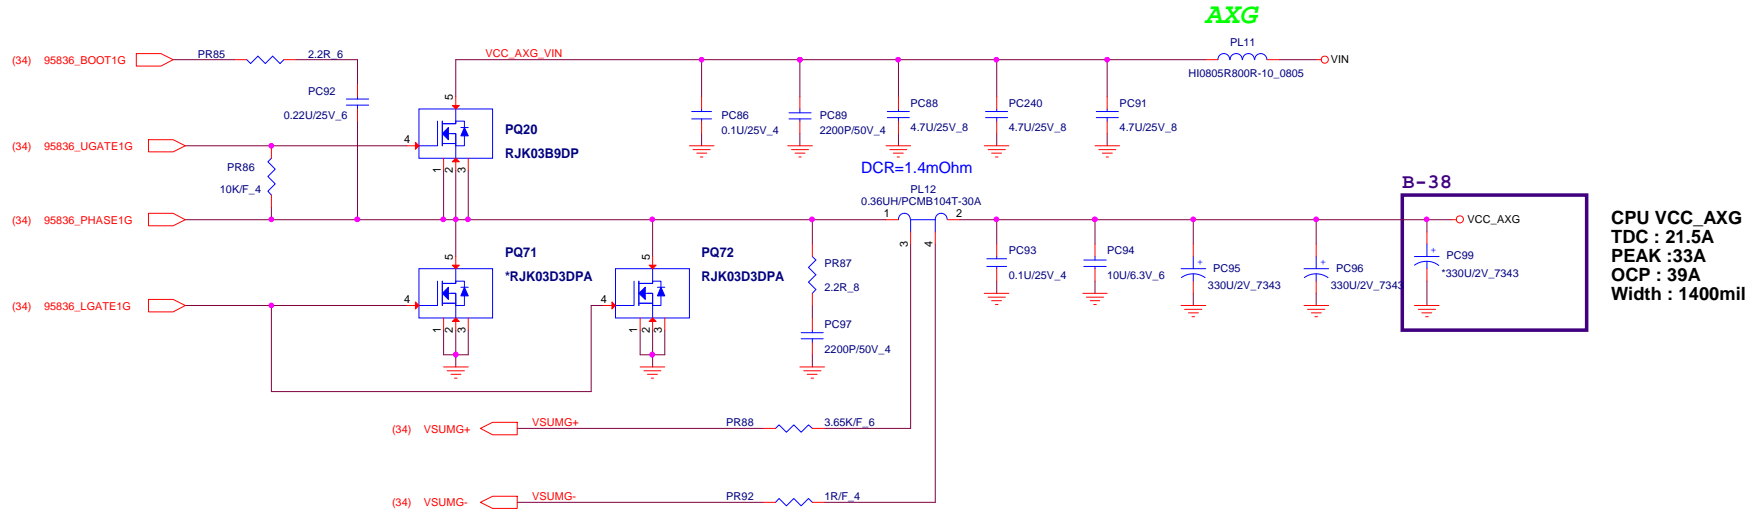 AXG
PL11
HI0805R800R-10_0805
VIN
(34) 95836_BOOT1G
PR85
2.2R_6
VCC_AXG_VIN
PC92
0.22U/25V_6
5
PQ20
RJK03B9DP
4
1
2
3
PC86
0.1U/25V_4
PC89
2200P/50V_4
PC88
4.7U/25V_8
PC240
4.7U/25V_8
PC91
4.7U/25V_8
(34) 95836_UGATE1G
PR86
10K/F_4
DCR=1.4mOhm
PL12
0.36UH/PCMB104T-30A
1
2
3
4
(34) 95836_PHASE1G
B-38
VCC_AXG
PC99
*330U/2V_7343
CPU VCC_AXG
TDC : 21.5A
PEAK :33A
OCP : 39A
Width : 1400mil
5
PQ71
*RJK03D3DPA
4
1
2
3
5
PQ72
RJK03D3DPA
4
1
2
3
PR87
2.2R_8
PC97
2200P/50V_4
PC93
0.1U/25V_4
PC94
10U/6.3V_6
+
PC95
330U/2V_7343
+
PC96
330U/2V_7343
+
(34) 95836_LGATE1G
(34) VSUMG+
VSUMG+
PR88
3.65K/F_6
(34) VSUMG-
VSUMG-
PR92
1R/F_4